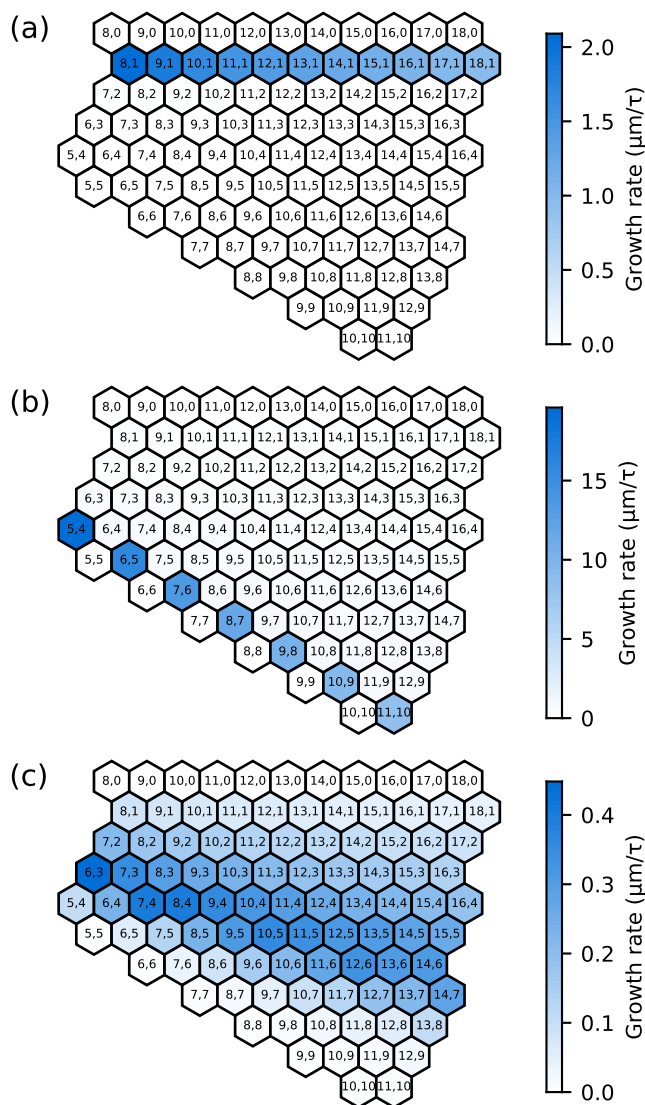 (a)
8,0 9,0 10,0 11,0 12,0 13,0 14,0 15,0 16,0 17,0 18,0
8,1 9,1 10,1 11,1 12,1 13,1 14,1 15,1 16,1 17,1 18,1
7,2 8,2 9,2 10,2 11,2 12,2 13,2 14,2 15,2 16,2 17,2
6,3 7,3 8,3 9,3 10,3 11,3 12,3 13,3 14,3 15,3 16,3
5,4 6,4 7,4 8,4 9,4 10,4 11,4 12,4 13,4 14,4 15,4 16,4
5,5 6,5 7,5 8,5 9,5 10,5 11,5 12,5 13,5 14,5 15,5
6,6 7,6 8,6 9,6 10,6 11,6 12,6 13,6 14,6
7,7 8,7 9,7 10,7 11,7 12,7 13,7 14,7
8,8 9,8 10,8 11,8 12,8 13,8
9,9 10,9 11,9 12,9
10,10 11,10
2.0
1.5
1.0
0.5
0.0
Growth rate (μm/τ)
(b)
8,0 9,0 10,0 11,0 12,0 13,0 14,0 15,0 16,0 17,0 18,0
8,1 9,1 10,1 11,1 12,1 13,1 14,1 15,1 16,1 17,1 18,1
7,2 8,2 9,2 10,2 11,2 12,2 13,2 14,2 15,2 16,2 17,2
6,3 7,3 8,3 9,3 10,3 11,3 12,3 13,3 14,3 15,3 16,3
5,4 6,4 7,4 8,4 9,4 10,4 11,4 12,4 13,4 14,4 15,4 16,4
5,5 6,5 7,5 8,5 9,5 10,5 11,5 12,5 13,5 14,5 15,5
6,6 7,6 8,6 9,6 10,6 11,6 12,6 13,6 14,6
7,7 8,7 9,7 10,7 11,7 12,7 13,7 14,7
8,8 9,8 10,8 11,8 12,8 13,8
9,9 10,9 11,9 12,9
10,10 11,10
15
10
5
0
Growth rate (μm/τ)
(c)
8,0 9,0 10,0 11,0 12,0 13,0 14,0 15,0 16,0 17,0 18,0
8,1 9,1 10,1 11,1 12,1 13,1 14,1 15,1 16,1 17,1 18,1
7,2 8,2 9,2 10,2 11,2 12,2 13,2 14,2 15,2 16,2 17,2
6,3 7,3 8,3 9,3 10,3 11,3 12,3 13,3 14,3 15,3 16,3
5,4 6,4 7,4 8,4 9,4 10,4 11,4 12,4 13,4 14,4 15,4 16,4
5,5 6,5 7,5 8,5 9,5 10,5 11,5 12,5 13,5 14,5 15,5
6,6 7,6 8,6 9,6 10,6 11,6 12,6 13,6 14,6
7,7 8,7 9,7 10,7 11,7 12,7 13,7 14,7
8,8 9,8 10,8 11,8 12,8 13,8
9,9 10,9 11,9 12,9
10,10 11,10
0.4
0.3
0.2
0.1
0.0
Growth rate (μm/τ)